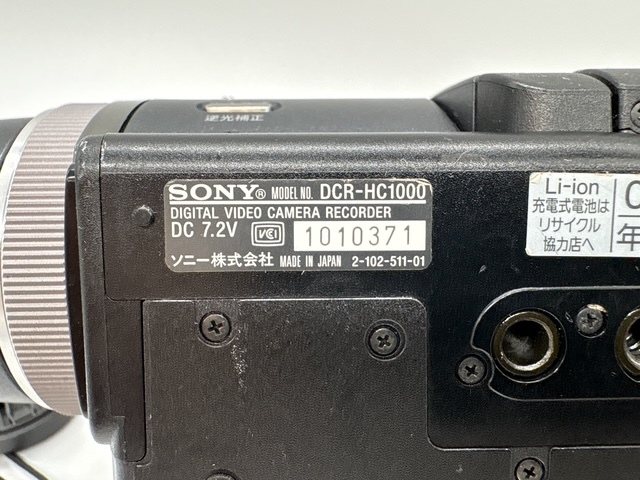 逆光補正
SONY® MODEL NO. DCR-HC1000
DIGITAL VIDEO CAMERA RECORDER
DC 7.2V VCCI 1010371
ソニー株式会社 MADE IN JAPAN 2-102-511-01
Li-ion
充電式電池は
リサイクル
協力店へ
年